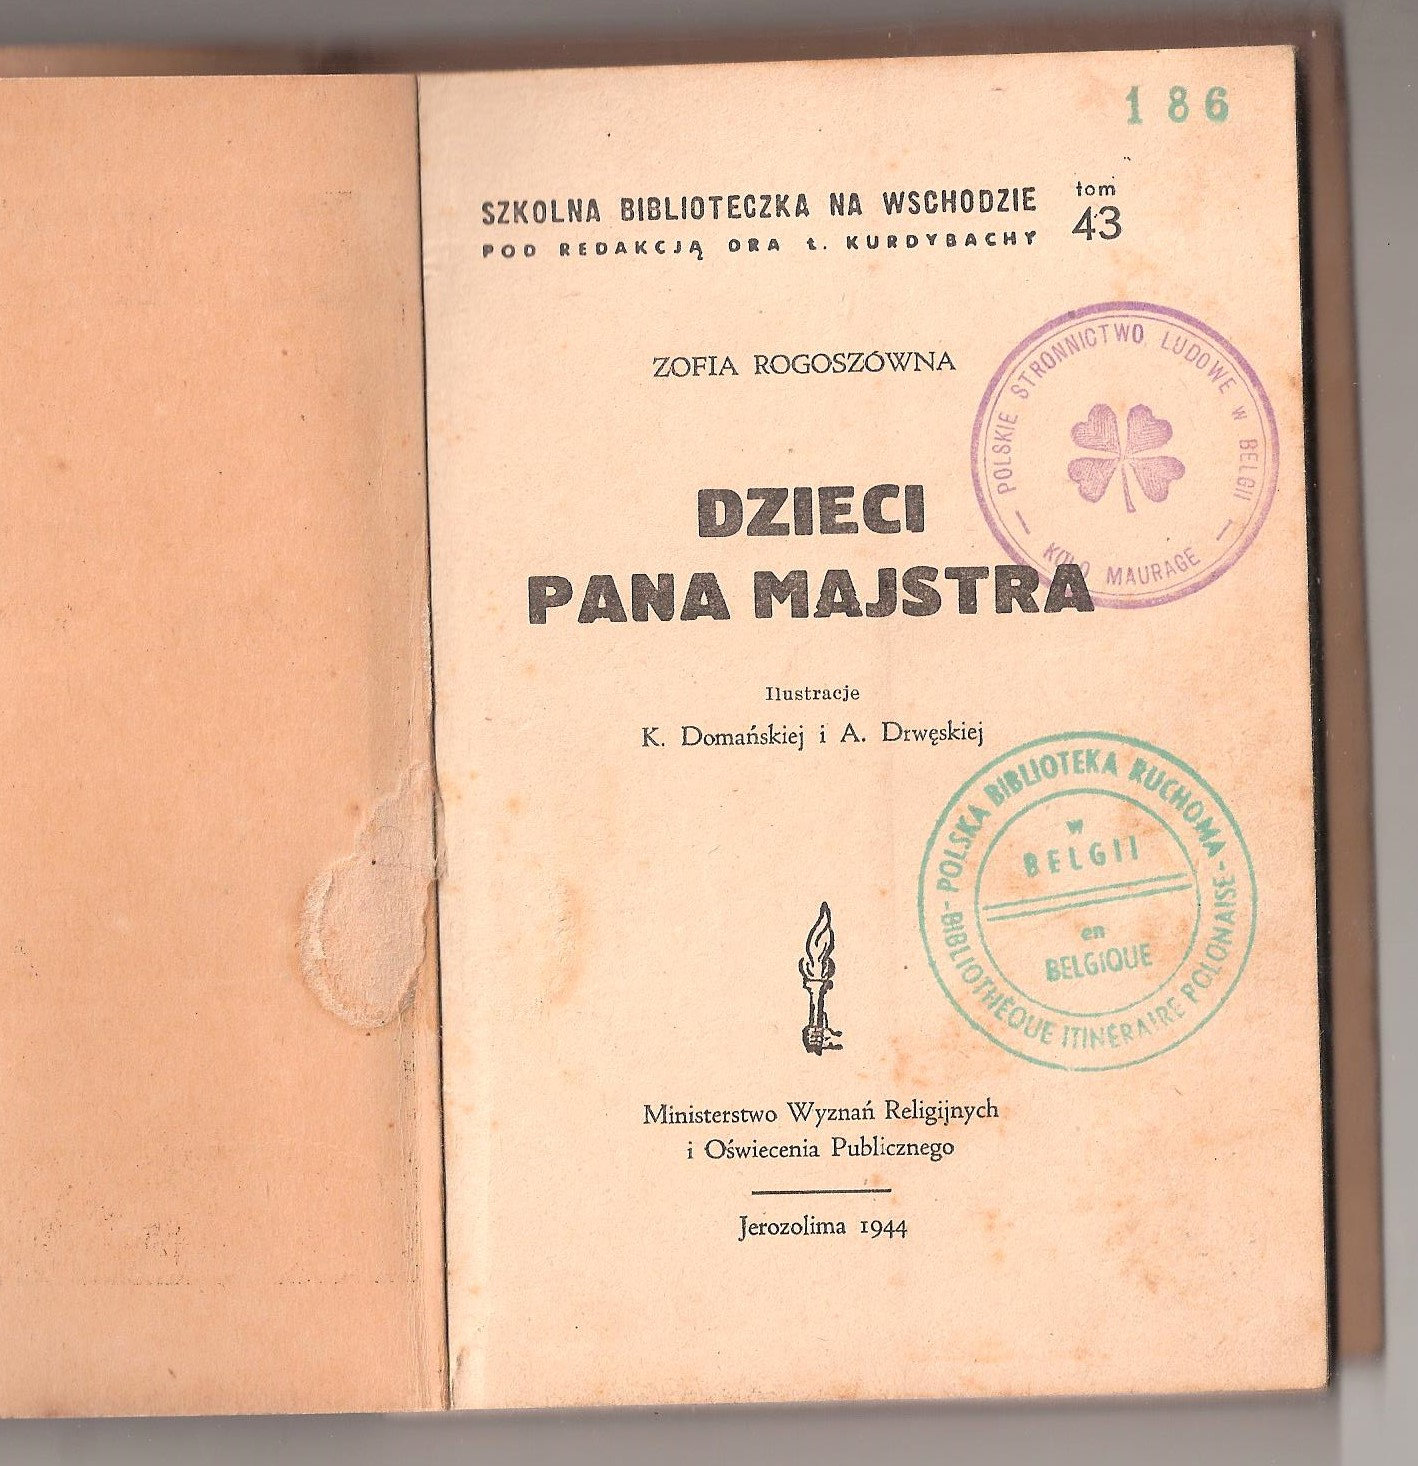 186
SZKOLNA BIBLIOTECZKA NA WSCHODZIE
tom
43
POD REDAKCJĄ DRA Ł. KURDYBACHY
ZOFIA ROGOSZÓWNA
— POLSKIE STRONNICTWO LUDOWE W BELGII —
KOŁO MAURAGE
DZIECI
PANA MAJSTRA
Ilustracje
K. Domańskiej i A. Drwęskiej
- POLSKA BIBLIOTEKA RUCHOMA -
w
BELGII
en
BELGIQUE
BIBLIOTHÈQUE ITINÉRAIRE POLONAISE
Ministerstwo Wyznań Religijnych
i Oświecenia Publicznego
Jerozolima 1944